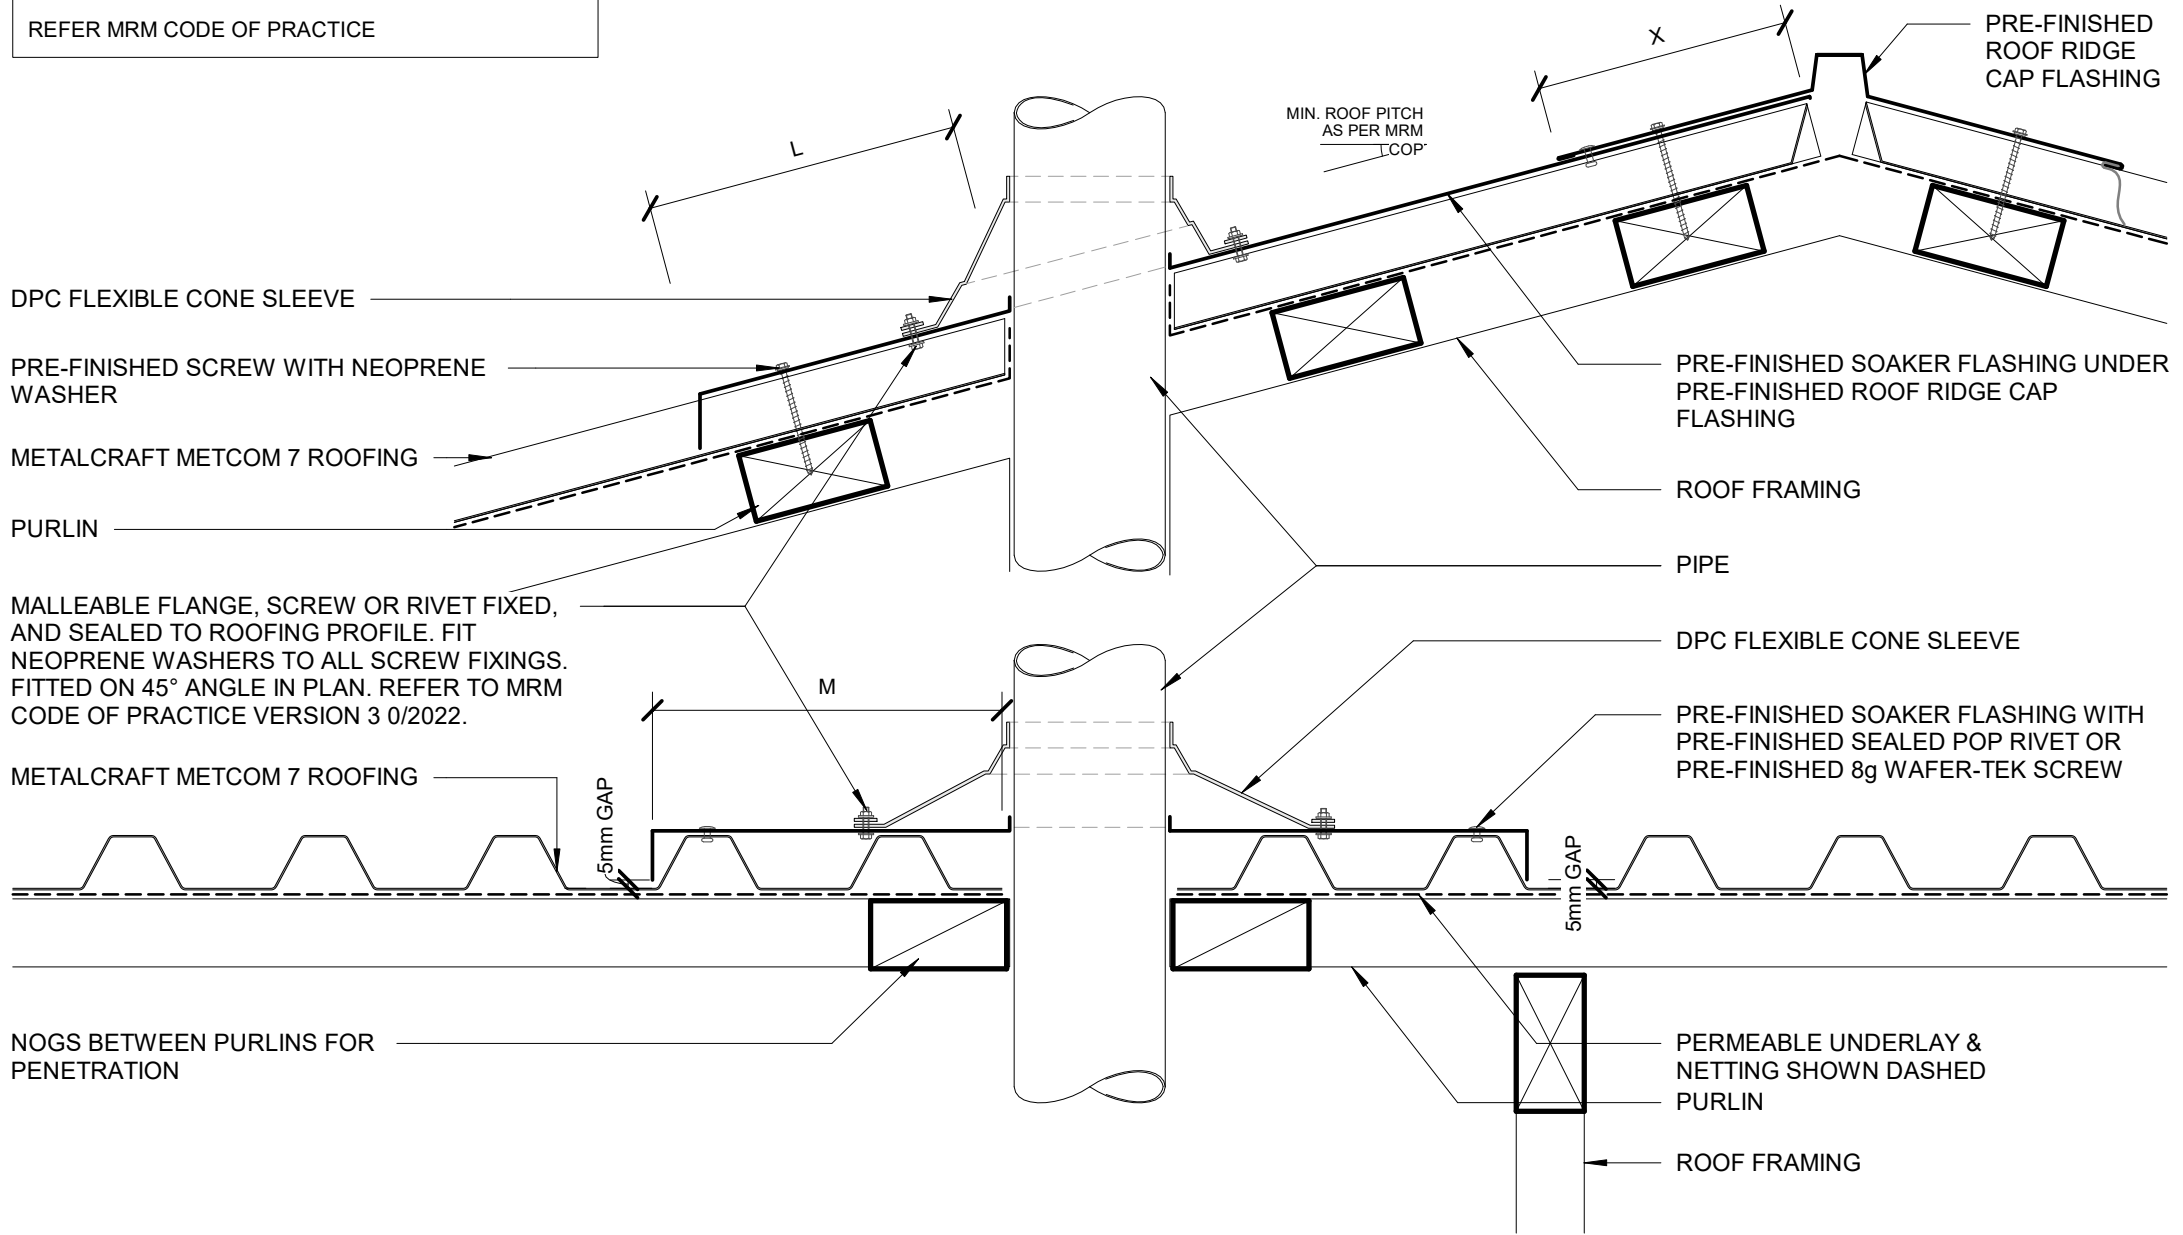 REFER MRM CODE OF PRACTICE
X
PRE-FINISHED
ROOF RIDGE
CAP FLASHING
MIN. ROOF PITCH
AS PER MRM
COP
L
DPC FLEXIBLE CONE SLEEVE
PRE-FINISHED SCREW WITH NEOPRENE
WASHER
METALCRAFT METCOM 7 ROOFING
PURLIN
MALLEABLE FLANGE, SCREW OR RIVET FIXED,
AND SEALED TO ROOFING PROFILE. FIT
NEOPRENE WASHERS TO ALL SCREW FIXINGS.
FITTED ON 45° ANGLE IN PLAN. REFER TO MRM
CODE OF PRACTICE VERSION 3 0/2022.
METALCRAFT METCOM 7 ROOFING
NOGS BETWEEN PURLINS FOR
PENETRATION
M
5mm GAP
5mm GAP
PRE-FINISHED SOAKER FLASHING UNDER
PRE-FINISHED ROOF RIDGE CAP
FLASHING
ROOF FRAMING
PIPE
DPC FLEXIBLE CONE SLEEVE
PRE-FINISHED SOAKER FLASHING WITH
PRE-FINISHED SEALED POP RIVET OR
PRE-FINISHED 8g WAFER-TEK SCREW
PERMEABLE UNDERLAY &
NETTING SHOWN DASHED
PURLIN
ROOF FRAMING